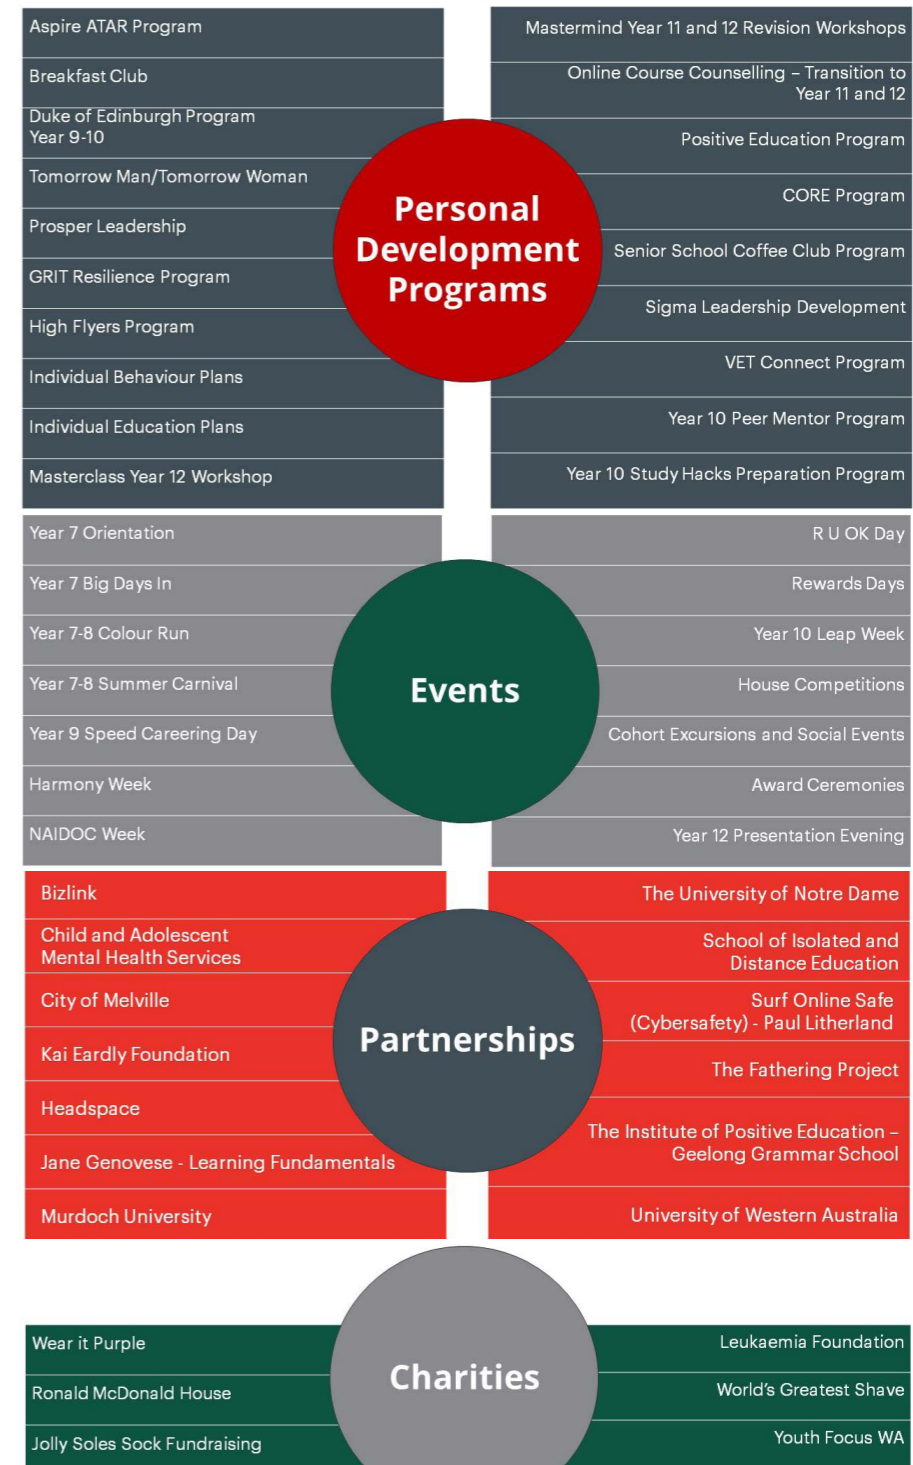 Personal
Development
Programs
Aspire ATAR Program
Breakfast Club
Duke of Edinburgh Program
Year 9-10
Tomorrow Man/Tomorrow Woman
Prosper Leadership
GRIT Resilience Program
High Flyers Program
Individual Behaviour Plans
Individual Education Plans
Masterclass Year 12 Workshop
Mastermind Year 11 and 12 Revision Workshops
Online Course Counselling – Transition to
Year 11 and 12
Positive Education Program
CORE Program
Senior School Coffee Club Program
Sigma Leadership Development
VET Connect Program
Year 10 Peer Mentor Program
Year 10 Study Hacks Preparation Program
Events
Year 7 Orientation
Year 7 Big Days In
Year 7-8 Colour Run
Year 7-8 Summer Carnival
Year 9 Speed Careering Day
Harmony Week
NAIDOC Week
R U OK Day
Rewards Days
Year 10 Leap Week
House Competitions
Cohort Excursions and Social Events
Award Ceremonies
Year 12 Presentation Evening
Partnerships
Bizlink
Child and Adolescent
Mental Health Services
City of Melville
Kai Eardly Foundation
Headspace
Jane Genovese - Learning Fundamentals
Murdoch University
The University of Notre Dame
School of Isolated and
Distance Education
Surf Online Safe
(Cybersafety) - Paul Litherland
The Fathering Project
The Institute of Positive Education –
Geelong Grammar School
University of Western Australia
Charities
Wear it Purple
Ronald McDonald House
Jolly Soles Sock Fundraising
Leukaemia Foundation
World's Greatest Shave
Youth Focus WA